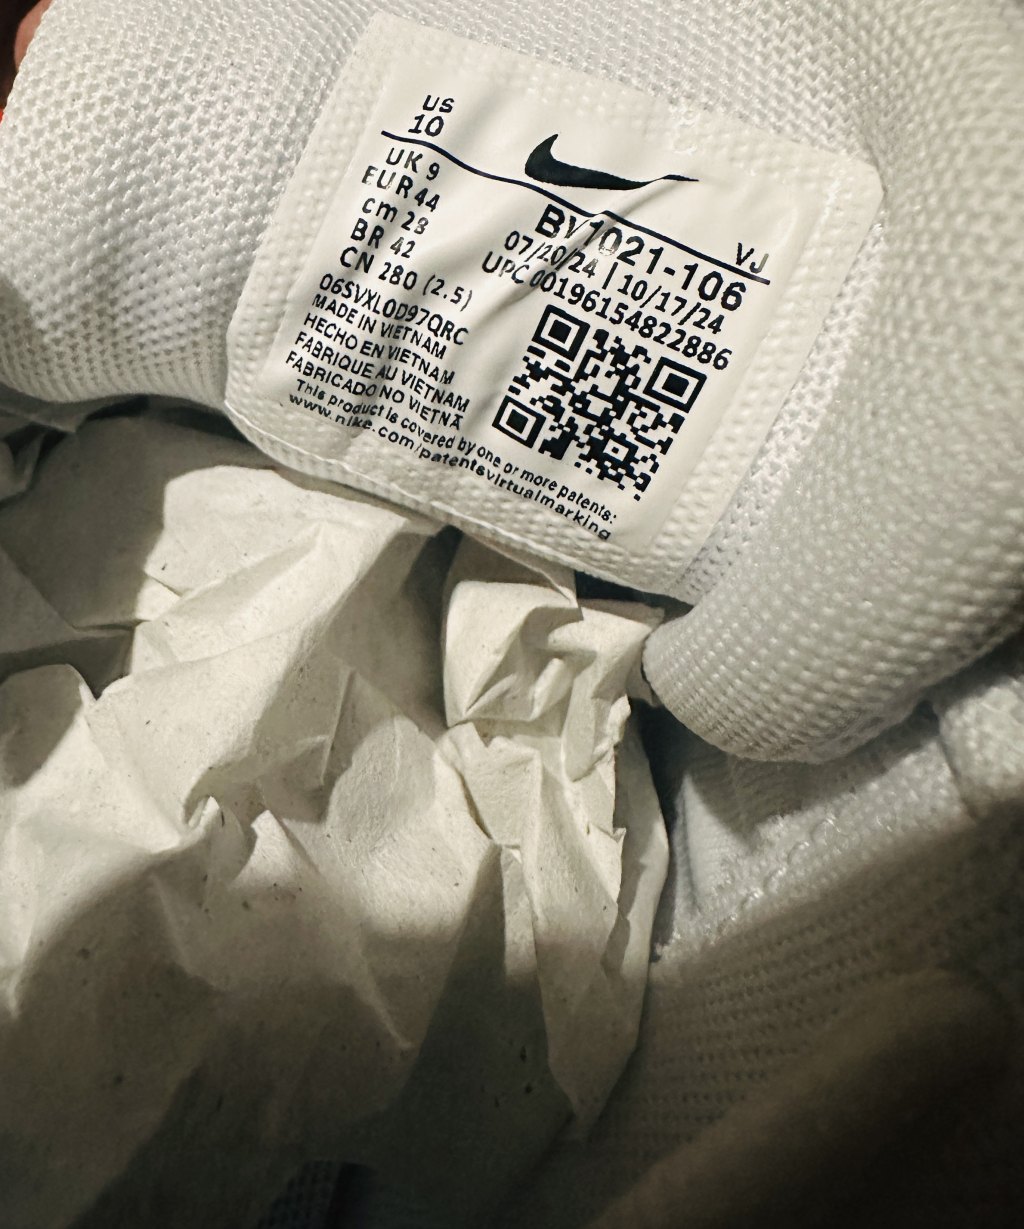 US
10
UK 9
EUR 44
cm 28
BR 42
CN 280 (2.5)
VJ
BV1021-106
07/20/24 | 10/17/24
UPC 00196154822886
06SVXL0D97QRC
MADE IN VIETNAM
HECHO EN VIETNAM
FABRIQUE AU VIETNAM
FABRICADO NO VIETNÃ
This product is covered by one or more patents:
www.nike.com/patentsvirtualmarking